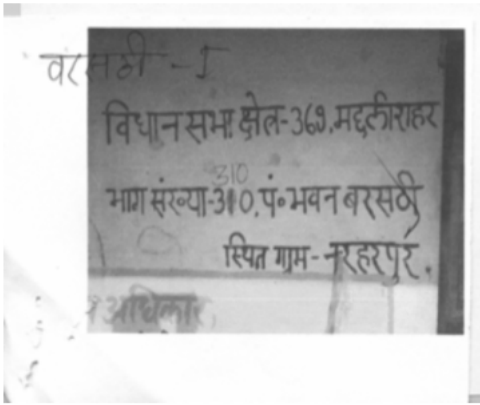 बरसठी - I
विधान सभा क्षेत्र-369, मछलीशहर
310
भाग संख्या-310, पं० भवन बरसठी
स्थित ग्राम- नरहरपुर.
अधिकार